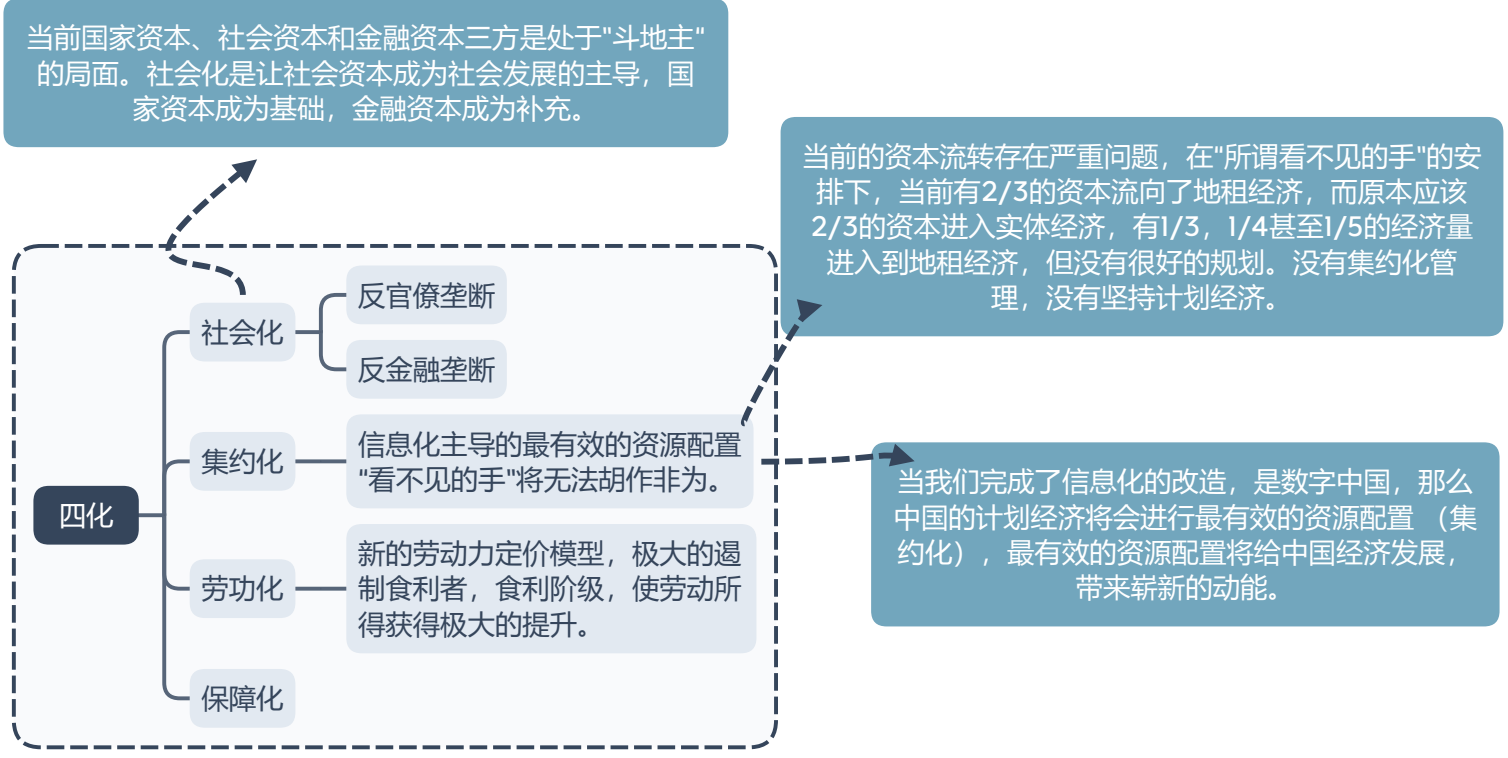 当前国家资本、社会资本和金融资本三方是处于"斗地主"
的局面。社会化是让社会资本成为社会发展的主导，国
家资本成为基础，金融资本成为补充。
当前的资本流转存在严重问题，在"所谓看不见的手"的安
排下，当前有2/3的资本流向了地租经济，而原本应该
2/3的资本进入实体经济，有1/3，1/4甚至1/5的经济量
进入到地租经济，但没有很好的规划。没有集约化管
理，没有坚持计划经济。
四化
社会化
反官僚垄断
反金融垄断
集约化
信息化主导的最有效的资源配置
“看不见的手"将无法胡作非为。
当我们完成了信息化的改造，是数字中国，那么
中国的计划经济将会进行最有效的资源配置 （集
约化），最有效的资源配置将给中国经济发展，
带来崭新的动能。
劳功化
新的劳动力定价模型，极大的遏
制食利者，食利阶级，使劳动所
得获得极大的提升。
保障化